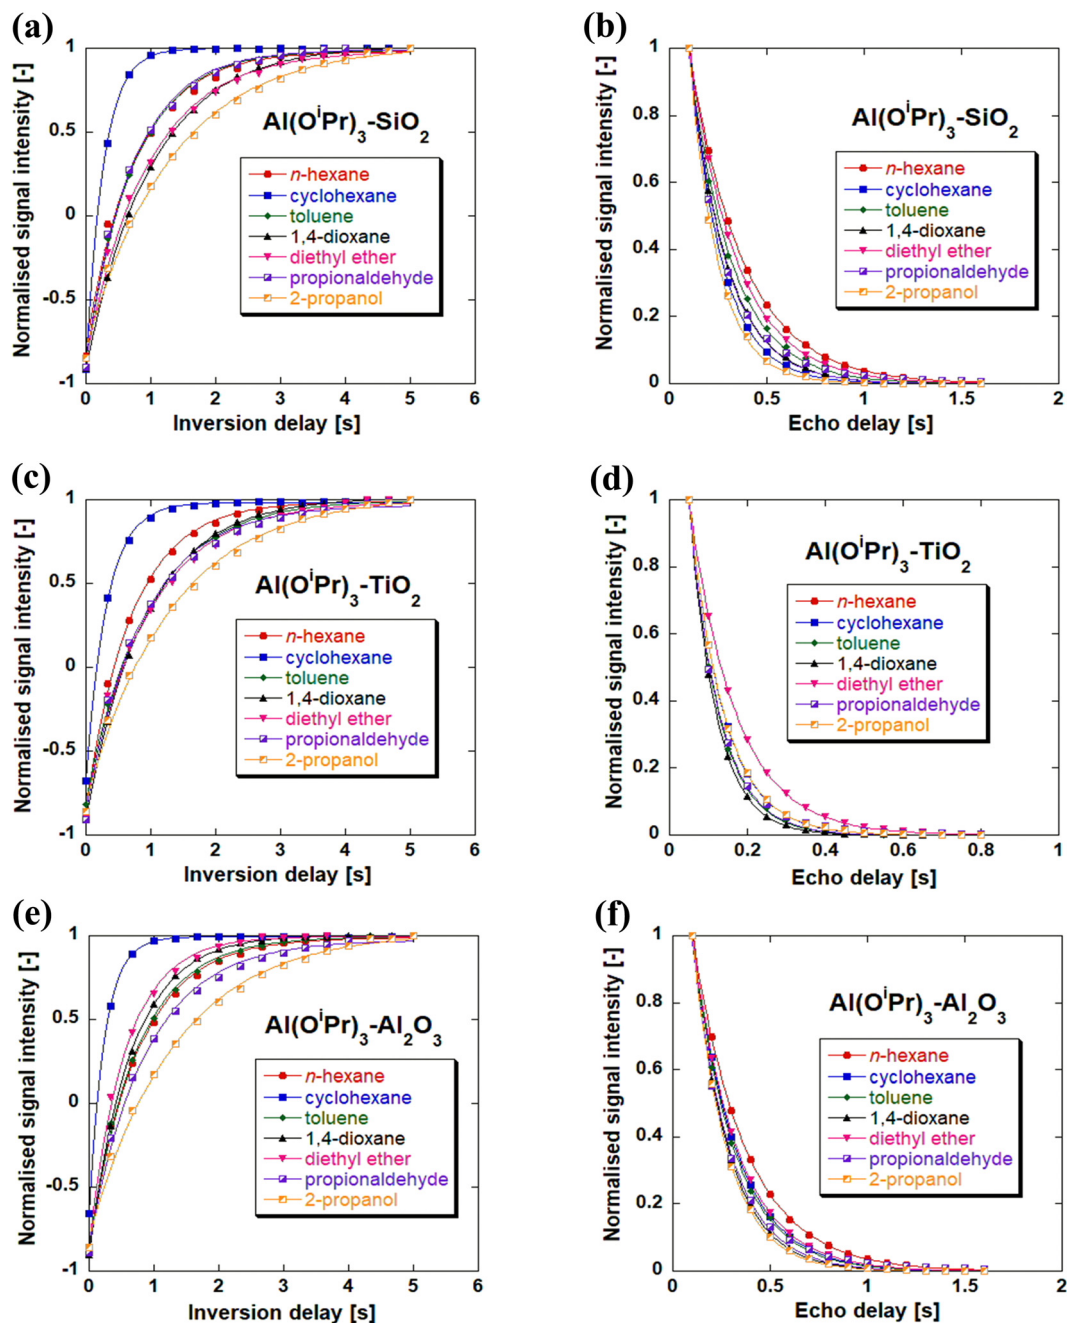 (a)
Normalised signal intensity [-]
1
0.5
0
-0.5
-1
Al(OⁱPr)₃-SiO₂
n-hexane
cyclohexane
toluene
1,4-dioxane
diethyl ether
propionaldehyde
2-propanol
0 1 2 3 4 5 6
Inversion delay [s]
(b)
Normalised signal intensity [-]
1
0.8
0.6
0.4
0.2
0
Al(OⁱPr)₃-SiO₂
n-hexane
cyclohexane
toluene
1,4-dioxane
diethyl ether
propionaldehyde
2-propanol
0 0.5 1 1.5 2
Echo delay [s]
(c)
Normalised signal intensity [-]
1
0.5
0
-0.5
-1
Al(OⁱPr)₃-TiO₂
n-hexane
cyclohexane
toluene
1,4-dioxane
diethyl ether
propionaldehyde
2-propanol
0 1 2 3 4 5 6
Inversion delay [s]
(d)
Normalised signal intensity [-]
1
0.8
0.6
0.4
0.2
0
Al(OⁱPr)₃-TiO₂
n-hexane
cyclohexane
toluene
1,4-dioxane
diethyl ether
propionaldehyde
2-propanol
0 0.2 0.4 0.6 0.8 1
Echo delay [s]
(e)
Normalised signal intensity [-]
1
0.5
0
-0.5
-1
Al(OⁱPr)₃-Al₂O₃
n-hexane
cyclohexane
toluene
1,4-dioxane
diethyl ether
propionaldehyde
2-propanol
0 1 2 3 4 5 6
Inversion delay [s]
(f)
Normalised signal intensity [-]
1
0.8
0.6
0.4
0.2
0
Al(OⁱPr)₃-Al₂O₃
n-hexane
cyclohexane
toluene
1,4-dioxane
diethyl ether
propionaldehyde
2-propanol
0 0.5 1 1.5 2
Echo delay [s]